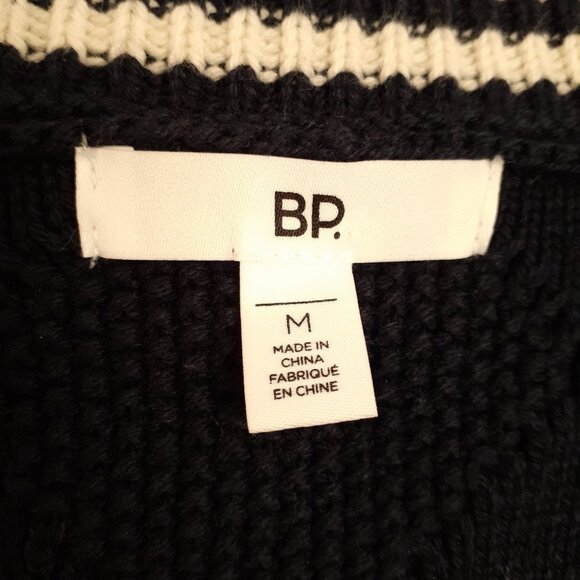 BP.
M
MADE IN
CHINA
FABRIQUÉ
EN CHINE